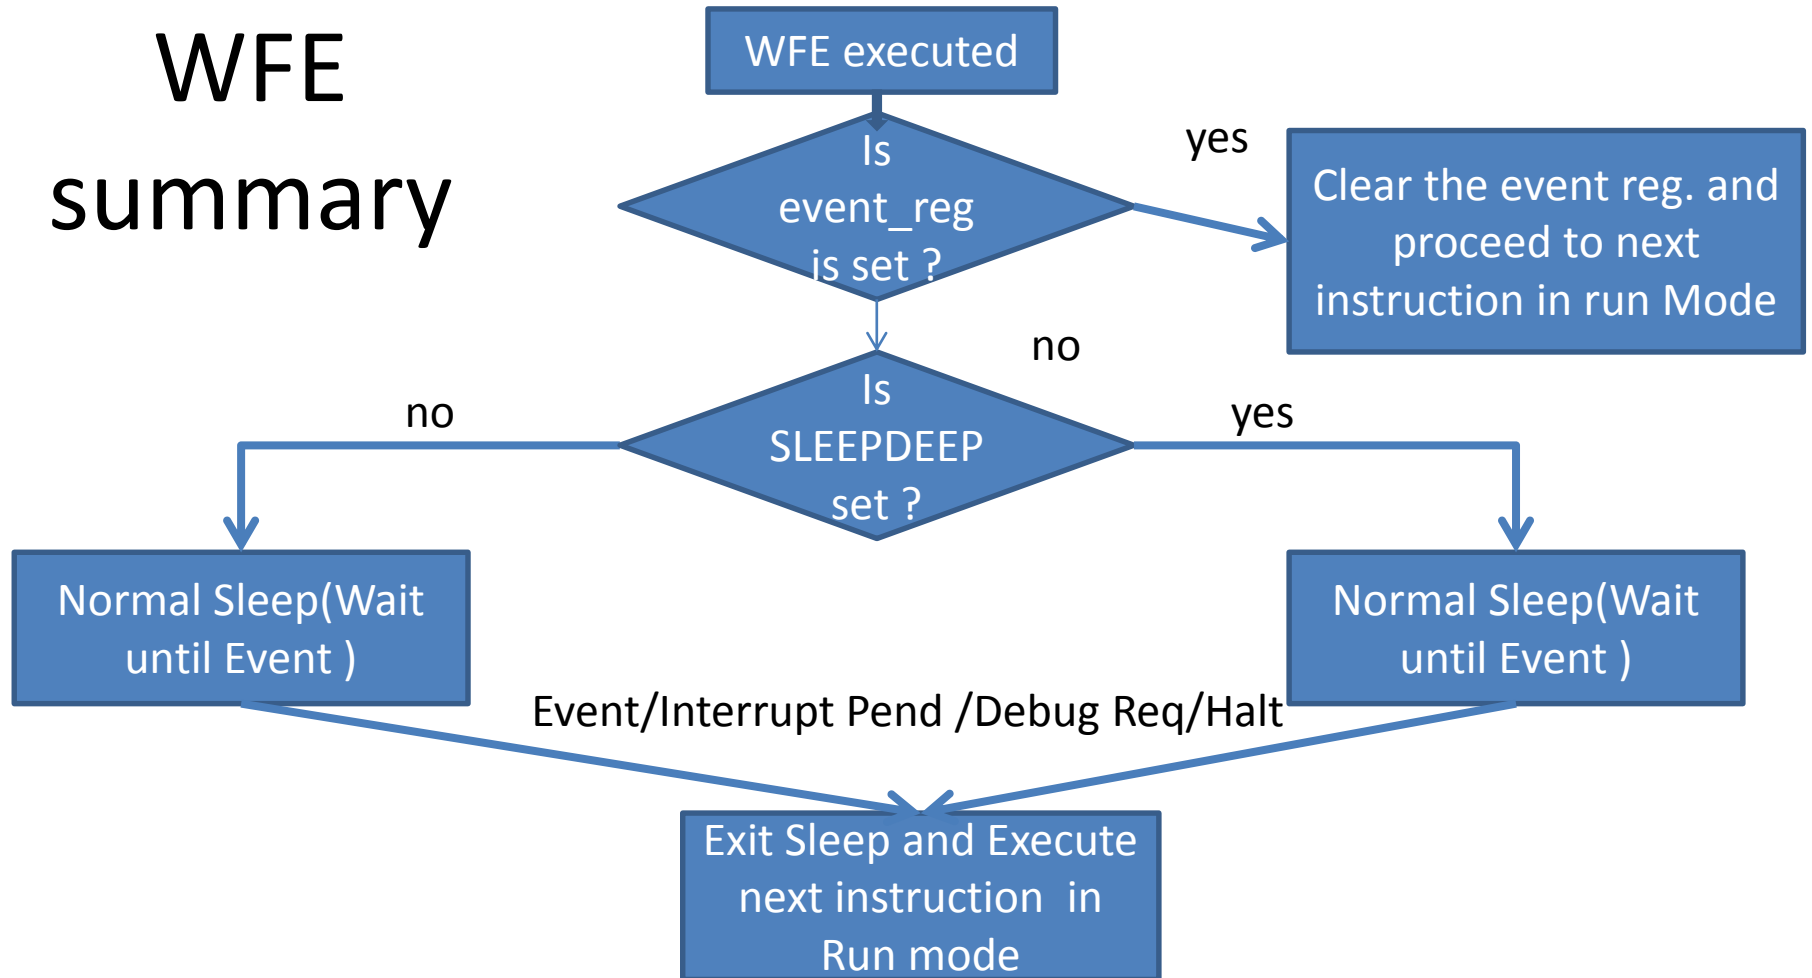 WFE
summary
WFE executed
Is
event_reg
is set ?
yes
Clear the event reg. and
proceed to next
instruction in run Mode
no
Is
SLEEPDEEP
set ?
no
yes
Normal Sleep(Wait
until Event )
Normal Sleep(Wait
until Event )
Event/Interrupt Pend /Debug Req/Halt
Exit Sleep and Execute
next instruction  in
Run mode